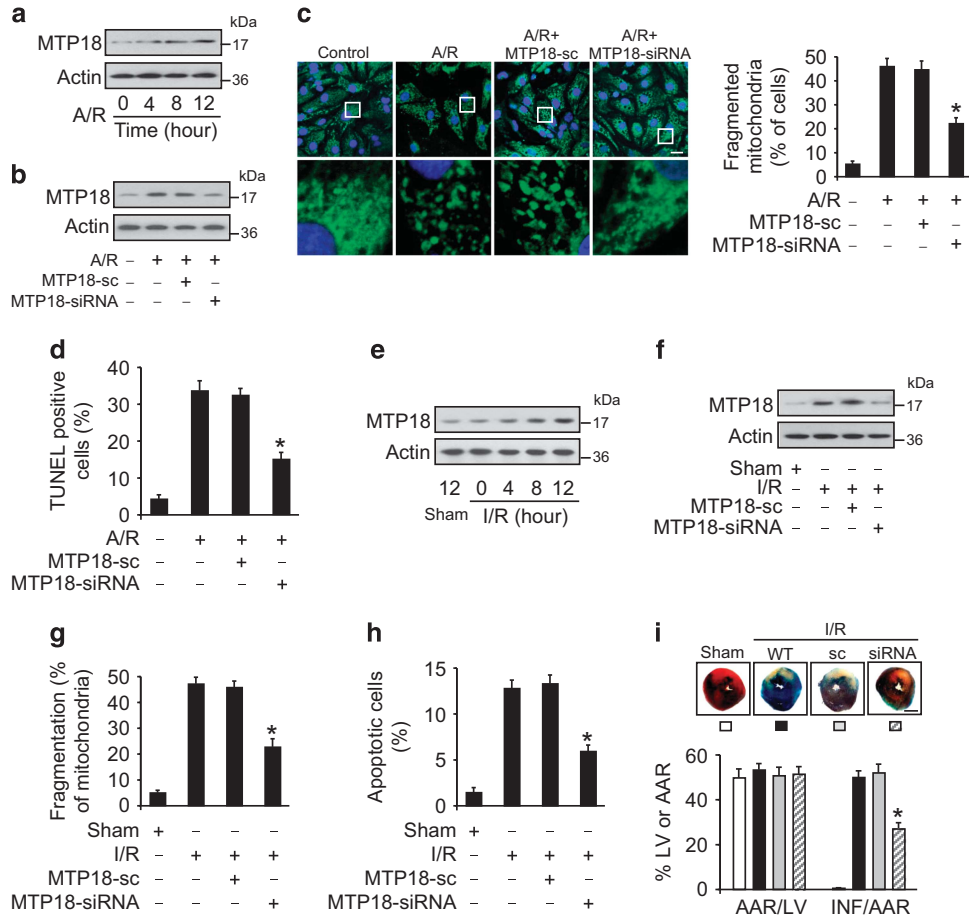 a
kDa
MTP18
17
Actin
36
0 4 8 12
A/R
Time (hour)
b
kDa
MTP18
17
Actin
36
A/R – + + +
MTP18-sc – – + –
MTP18-siRNA – – – +
c
Control
A/R
A/R+
MTP18-sc
A/R+
MTP18-siRNA
Fragmented
mitochondria
(% of cells)
50
40
30
20
10
0
*
A/R – + + +
MTP18-sc – – + –
MTP18-siRNA – – – +
d
TUNEL positive
cells (%)
40
30
20
10
0
*
A/R – + + +
MTP18-sc – – + –
MTP18-siRNA – – – +
e
kDa
MTP18
17
Actin
36
12 0 4 8 12
Sham I/R (hour)
f
kDa
MTP18
17
Actin
36
Sham + – – –
I/R – + + +
MTP18-sc – – + –
MTP18-siRNA – – – +
g
Fragmentation (%
of mitochondria)
50
40
30
20
10
0
*
Sham + – – –
I/R – + + +
MTP18-sc – – + –
MTP18-siRNA – – – +
h
Apoptotic cells
(%)
15
12
9
6
3
0
*
Sham + – – –
I/R – + + +
MTP18-sc – – + –
MTP18-siRNA – – – +
i
I/R
Sham WT sc siRNA
% LV or AAR
60
40
20
0
*
AAR/LV INF/AAR